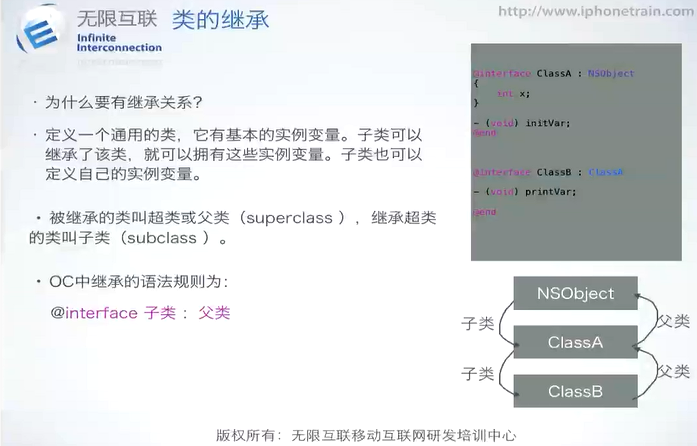 http://www.iphonetrain.com
无限互联 类的继承
Infinite
Interconnection
· 为什么要有继承关系？
· 定义一个通用的类，它有基本的实例变量。子类可以
继承了该类，就可以拥有这些实例变量。子类也可以
定义自己的实例变量。
· 被继承的类叫超类或父类（superclass ），继承超类
的类叫子类（subclass ）。
· OC中继承的语法规则为：
@interface 子类 ： 父类
@interface ClassA : NSObject
{
int x;
}
- (void) initVar;
@end
@interface ClassB : ClassA
- (void) printVar;
@end
NSObject
子类 父类
ClassA
子类 父类
ClassB
版权所有：无限互联移动互联网研发培训中心